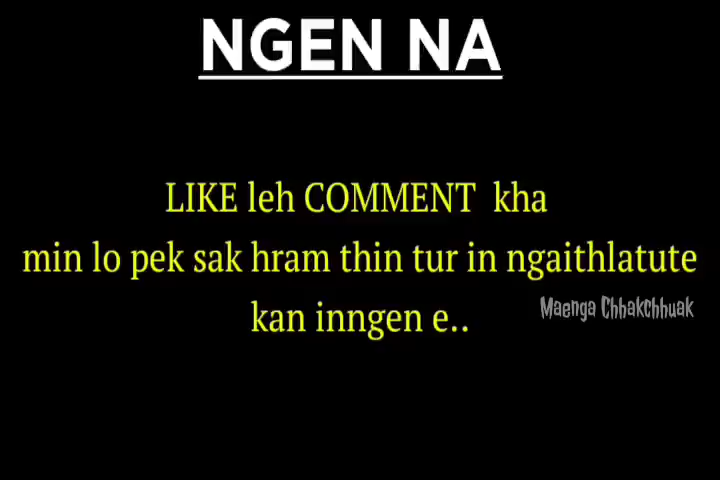 NGEN NA
LIKE leh COMMENT kha
min lo pek sak hram thin tur in ngaithlatute
kan inngen e..
Maenga Chhakchhuak